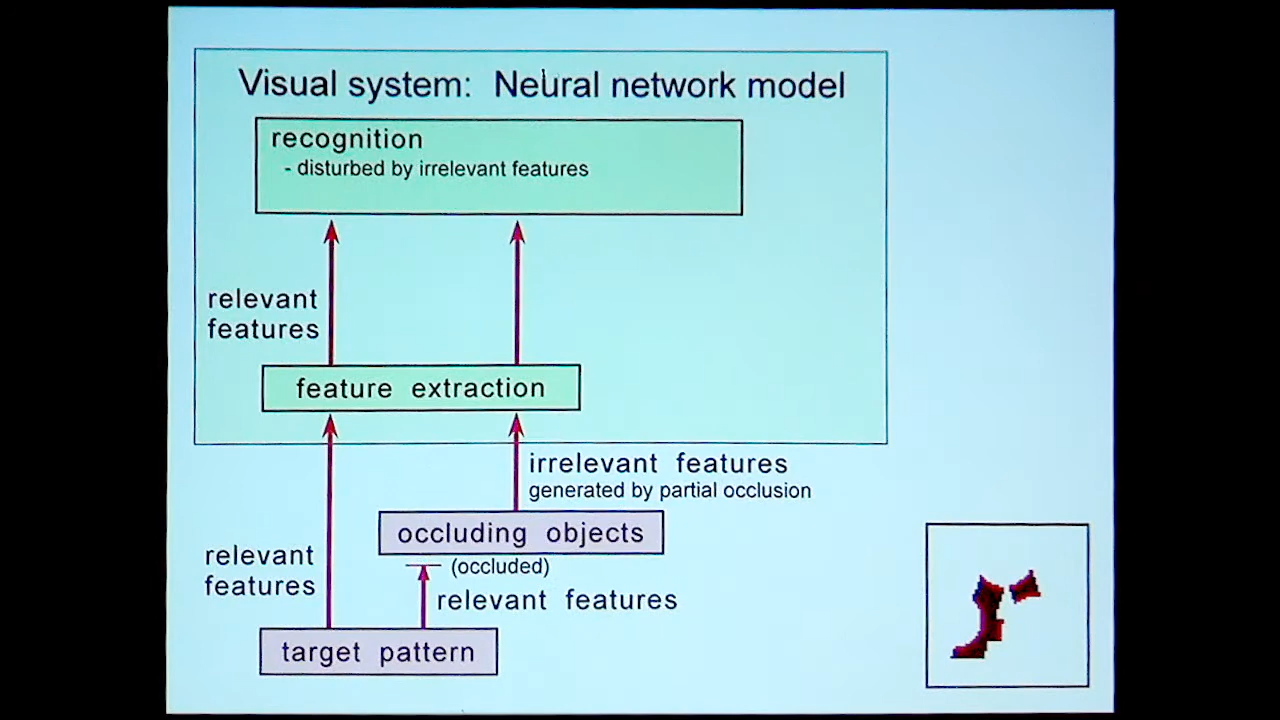 Visual system: Neural network model
recognition
- disturbed by irrelevant features
relevant
features
feature extraction
irrelevant features
generated by partial occlusion
occluding objects
relevant
features
(occluded)
relevant features
target pattern